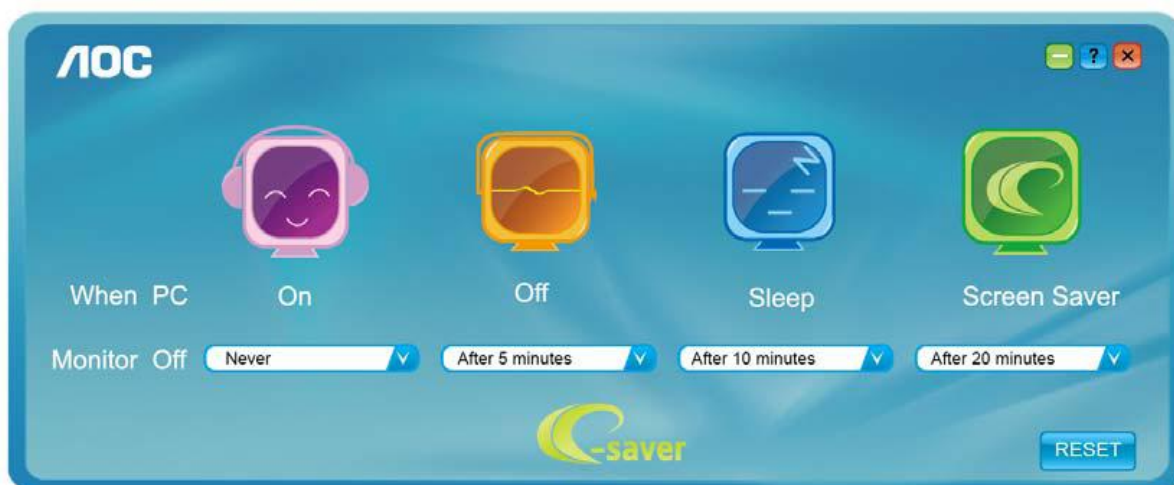 AOC
?
When PC On Off Sleep Screen Saver
Monitor Off Never After 5 minutes After 10 minutes After 20 minutes
e-saver
RESET